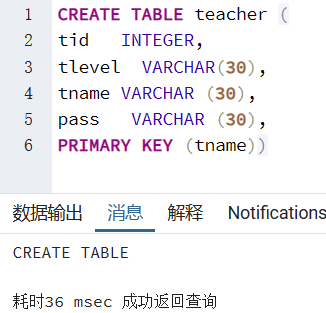 1 CREATE TABLE teacher (
2 tid INTEGER,
3 tlevel VARCHAR(30),
4 tname VARCHAR (30),
5 pass VARCHAR (30),
6 PRIMARY KEY (tname))
数据输出 消息 解释 Notifications
CREATE TABLE
耗时36 msec 成功返回查询